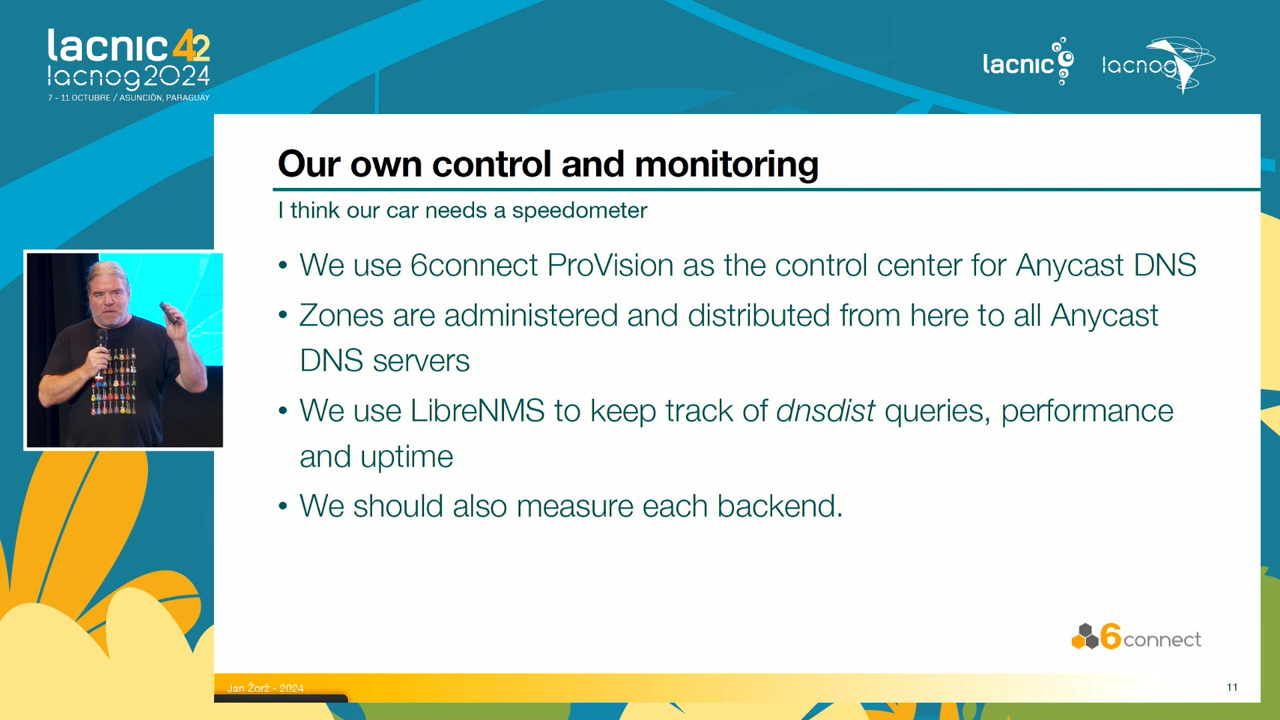 lacnic 42
lacnog2024
7 - 11 OCTUBRE / ASUNCIÓN, PARAGUAY
lacnic
lacnog
Our own control and monitoring
I think our car needs a speedometer
• We use 6connect ProVision as the control center for Anycast DNS
• Zones are administered and distributed from here to all Anycast
DNS servers
• We use LibreNMS to keep track of dnsdist queries, performance
and uptime
• We should also measure each backend.
6connect
Jan Žorž - 2024
11